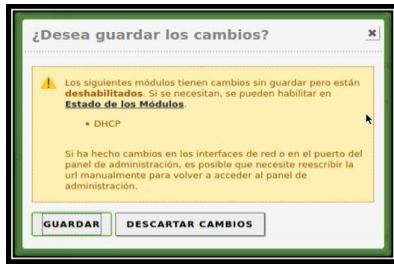 ¿Desea guardar los cambios?
Los siguientes módulos tienen cambios sin guardar pero están
deshabilitados. Si se necesitan, se pueden habilitar en
Estado de los Módulos.
• DHCP
Si ha hecho cambios en los interfaces de red o en el puerto del
panel de administración, es posible que necesite reescribir la
url manualmente para volver a acceder al panel de
administración.
GUARDAR DESCARTAR CAMBIOS